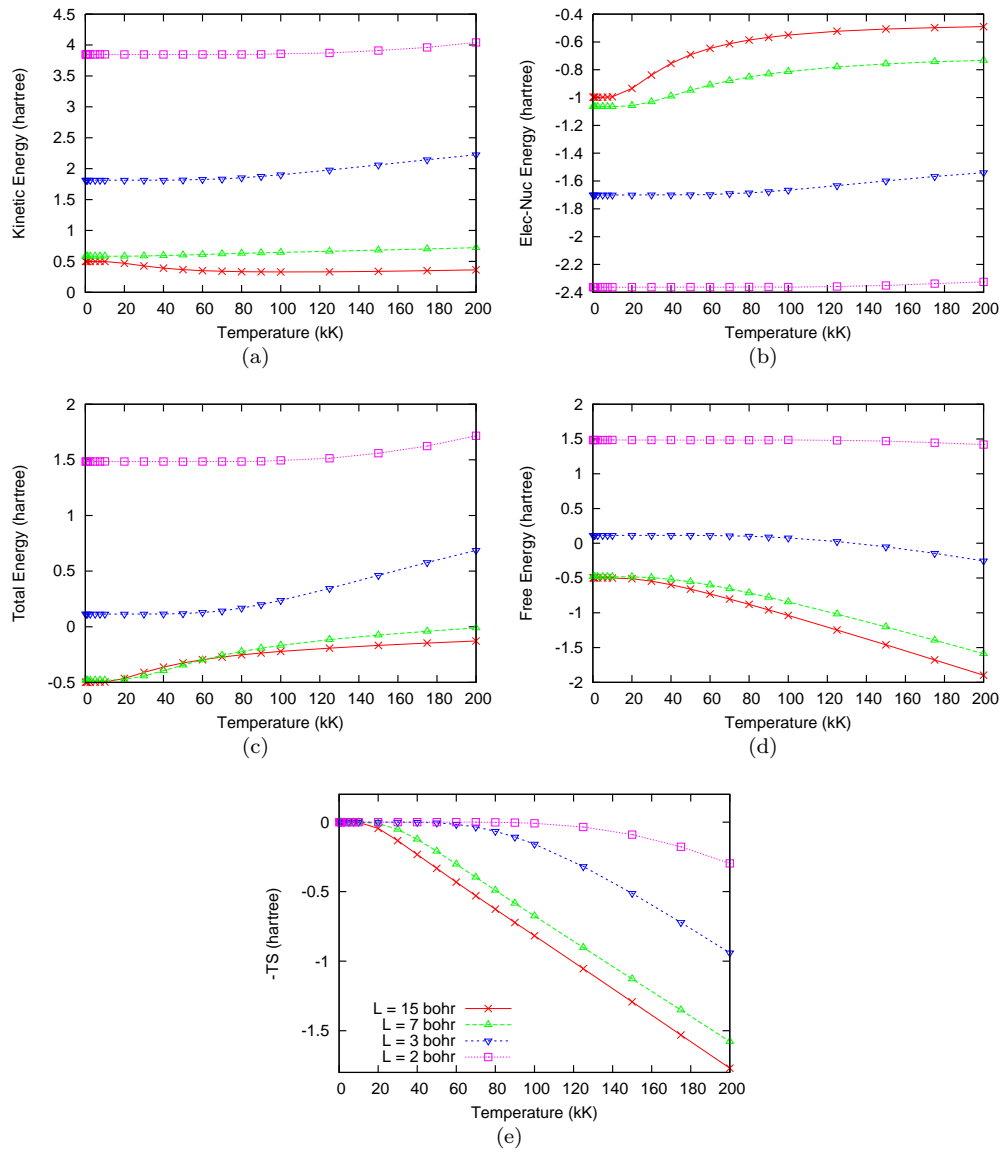 4.5
4
3.5
3
2.5
2
1.5
1
0.5
0
Kinetic Energy (hartree)
0 20 40 60 80 100 120 140 160 180 200
Temperature (kK)
(a)
-0.4
-0.6
-0.8
-1
-1.2
-1.4
-1.6
-1.8
-2
-2.2
-2.4
Elec-Nuc Energy (hartree)
0 20 40 60 80 100 120 140 160 180 200
Temperature (kK)
(b)
2
1.5
1
0.5
0
-0.5
Total Energy (hartree)
0 20 40 60 80 100 120 140 160 180 200
Temperature (kK)
(c)
2
1.5
1
0.5
0
-0.5
-1
-1.5
-2
Free Energy (hartree)
0 20 40 60 80 100 120 140 160 180 200
Temperature (kK)
(d)
0
-0.5
-1
-1.5
-TS (hartree)
L = 15 bohr
L = 7 bohr
L = 3 bohr
L = 2 bohr
0 20 40 60 80 100 120 140 160 180 200
Temperature (kK)
(e)